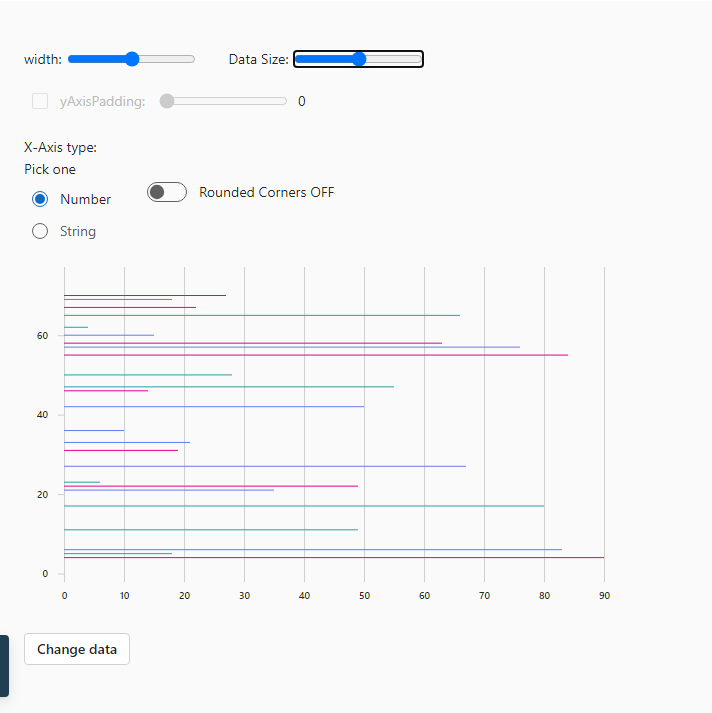 width: Data Size:
yAxisPadding: 0
X-Axis type:
Pick one
Number
Rounded Corners OFF
String
60
40
20
0
0 10 20 30 40 50 60 70 80 90
Change data